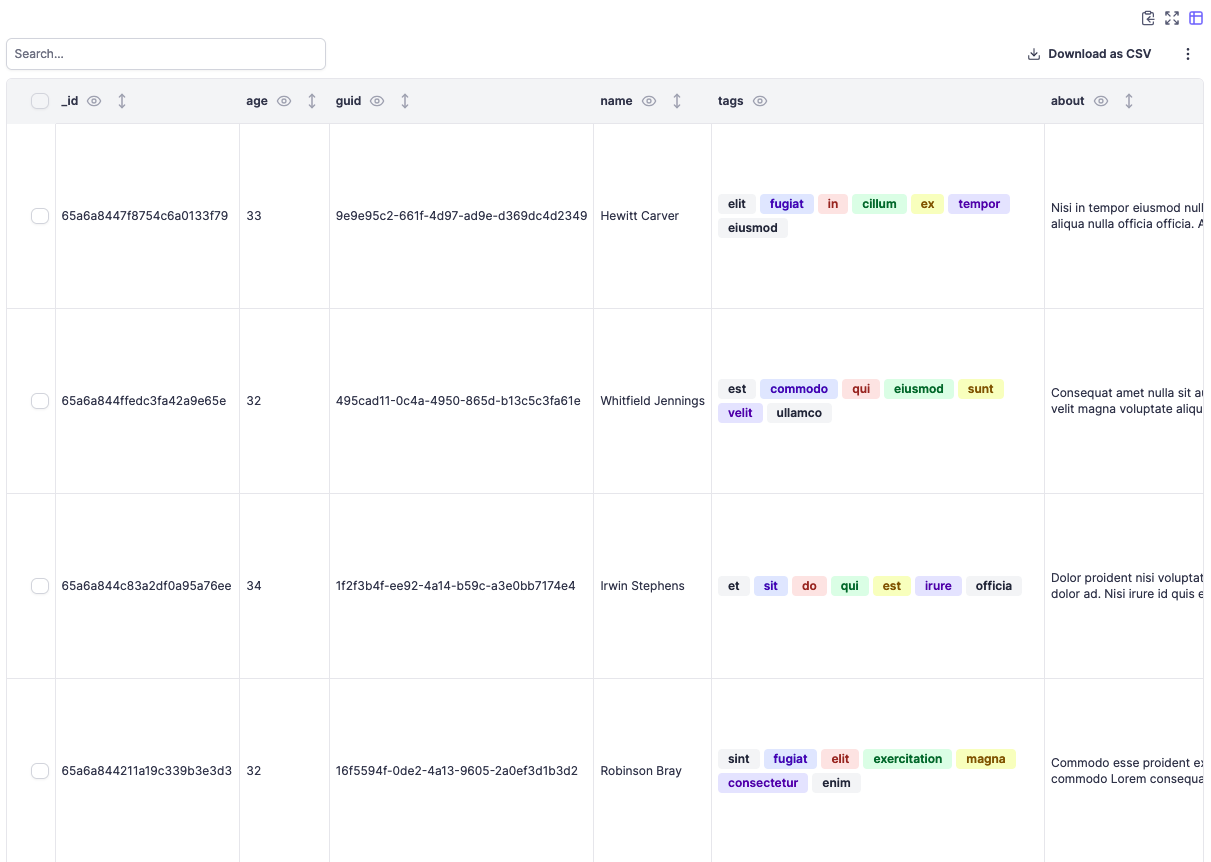 Search...
Download as CSV
_id age guid name tags about
65a6a8447f8754c6a0133f79 33 9e9e95c2-661f-4d97-ad9e-d369dc4d2349 Hewitt Carver
elit fugiat in cillum ex tempor
eiusmod
Nisi in tempor eiusmod null
aliqua nulla officia officia. A
65a6a844ffedc3fa42a9e65e 32 495cad11-0c4a-4950-865d-b13c5c3fa61e Whitfield Jennings
est commodo qui eiusmod sunt
velit ullamco
Consequat amet nulla sit au
velit magna voluptate aliqu
65a6a844c83a2df0a95a76ee 34 1f2f3b4f-ee92-4a14-b59c-a3e0bb7174e4 Irwin Stephens
et sit do qui est irure officia
Dolor proident nisi voluptat
dolor ad. Nisi irure id quis e
65a6a844211a19c339b3e3d3 32 16f5594f-0de2-4a13-9605-2a0ef3d1b3d2 Robinson Bray
sint fugiat elit exercitation magna
consectetur enim
Commodo esse proident ex
commodo Lorem consequa